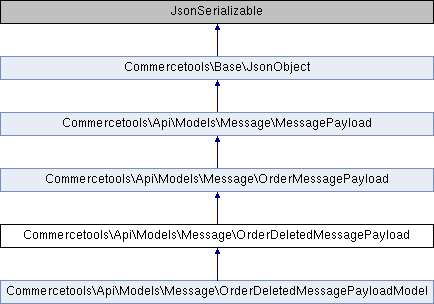 JsonSerializable
Commercetools\Base\JsonObject
Commercetools\Api\Models\Message\MessagePayload
Commercetools\Api\Models\Message\OrderMessagePayload
Commercetools\Api\Models\Message\OrderDeletedMessagePayload
Commercetools\Api\Models\Message\OrderDeletedMessagePayloadModel